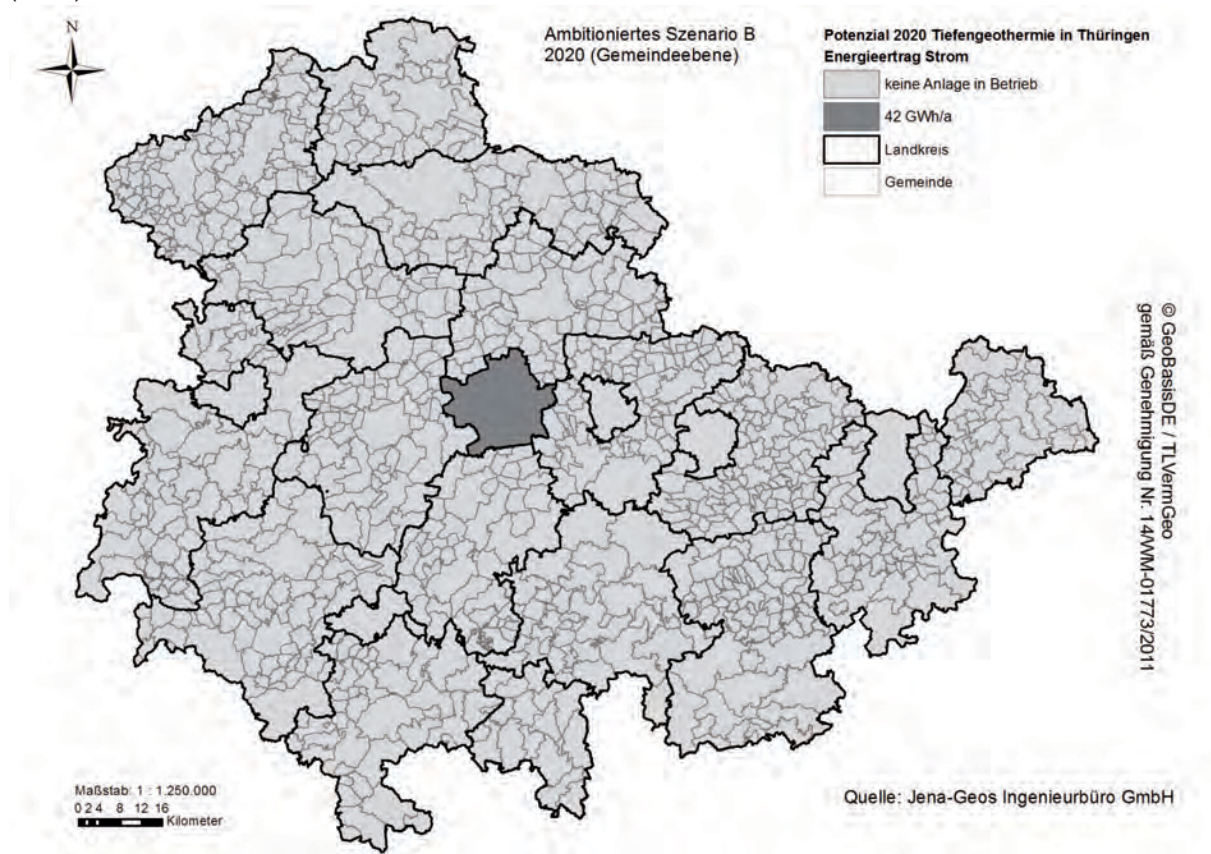 N
Ambitioniertes Szenario B
2020 (Gemeindeebene)
Potenzial 2020 Tiefengeothermie in Thüringen
Energieertrag Strom
keine Anlage in Betrieb
42 GWh/a
Landkreis
Gemeinde
© GeoBasisDE / TLVermGeo
gemäß Genehmigung Nr. 14/VM-01773/2011
Maßstab: 1 : 1.250.000
0 2 4 8 12 16
Kilometer
Quelle: Jena-Geos Ingenieurbüro GmbH